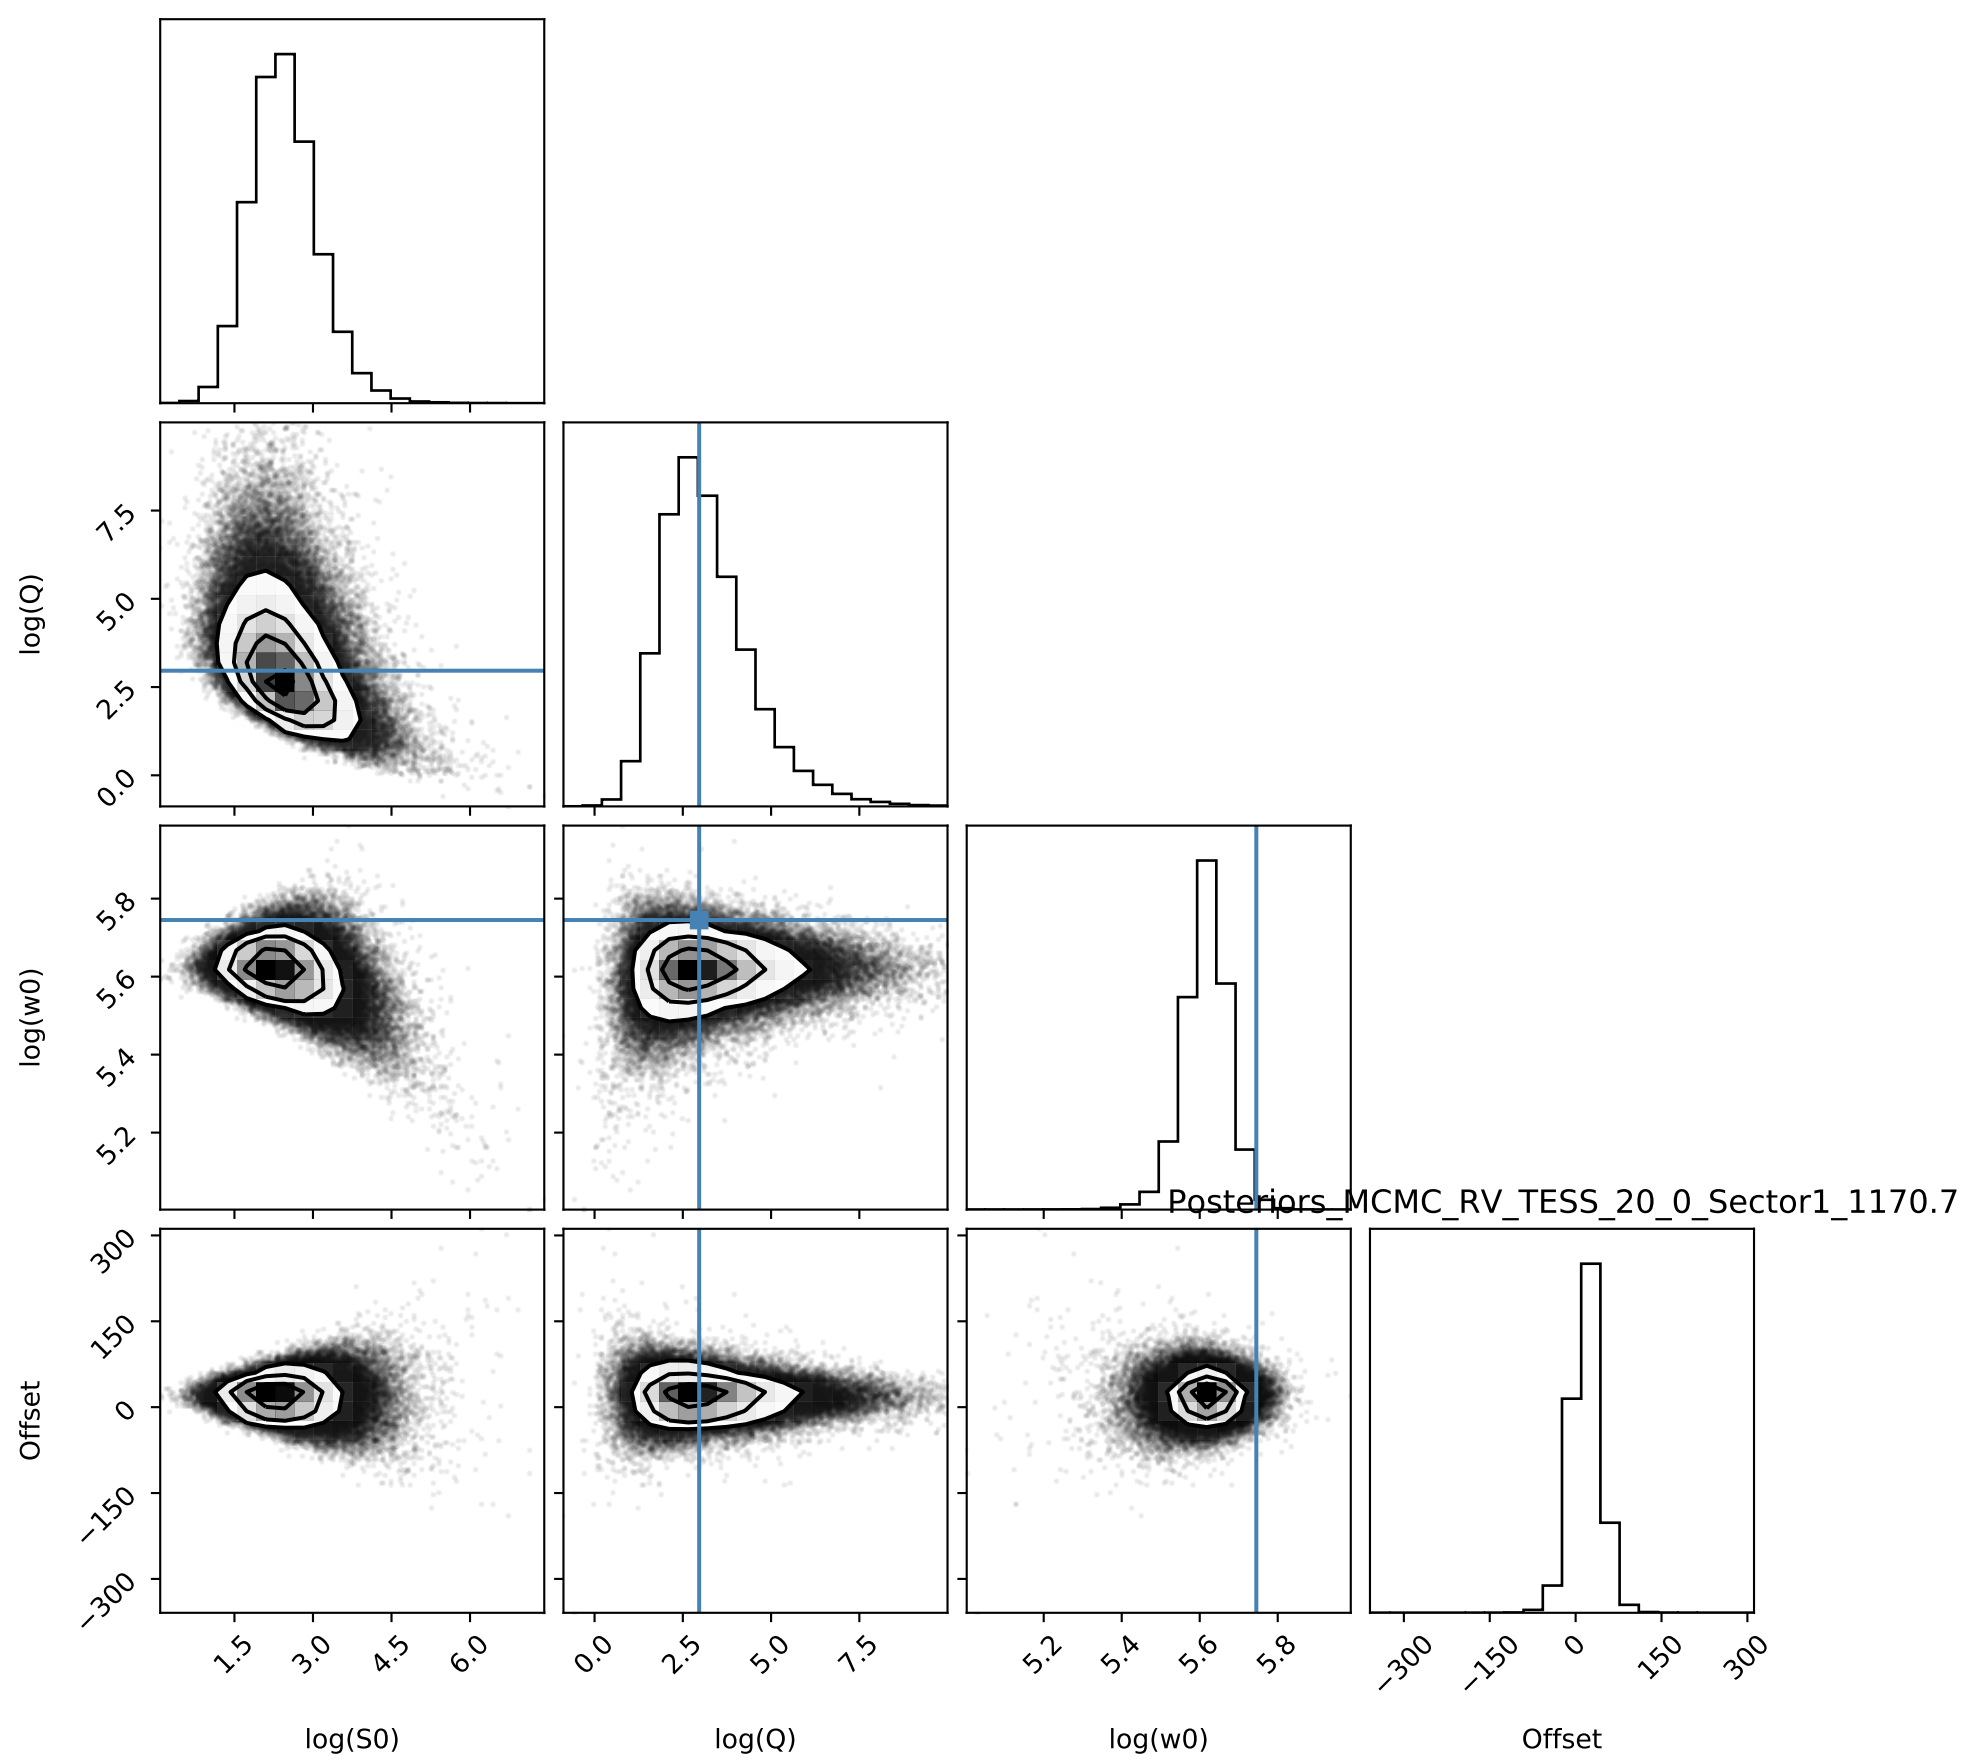 log(Q)
7.5
5.0
2.5
0.0
log(w0)
5.8
5.6
5.4
5.2
Posteriors_MCMC_RV_TESS_20_0_Sector1_1170.7
Offset
300
150
0
−150
−300
1.5 3.0 4.5 6.0
0.0 2.5 5.0 7.5
5.2 5.4 5.6 5.8
−300 −150 0 150 300
log(S0) log(Q) log(w0) Offset